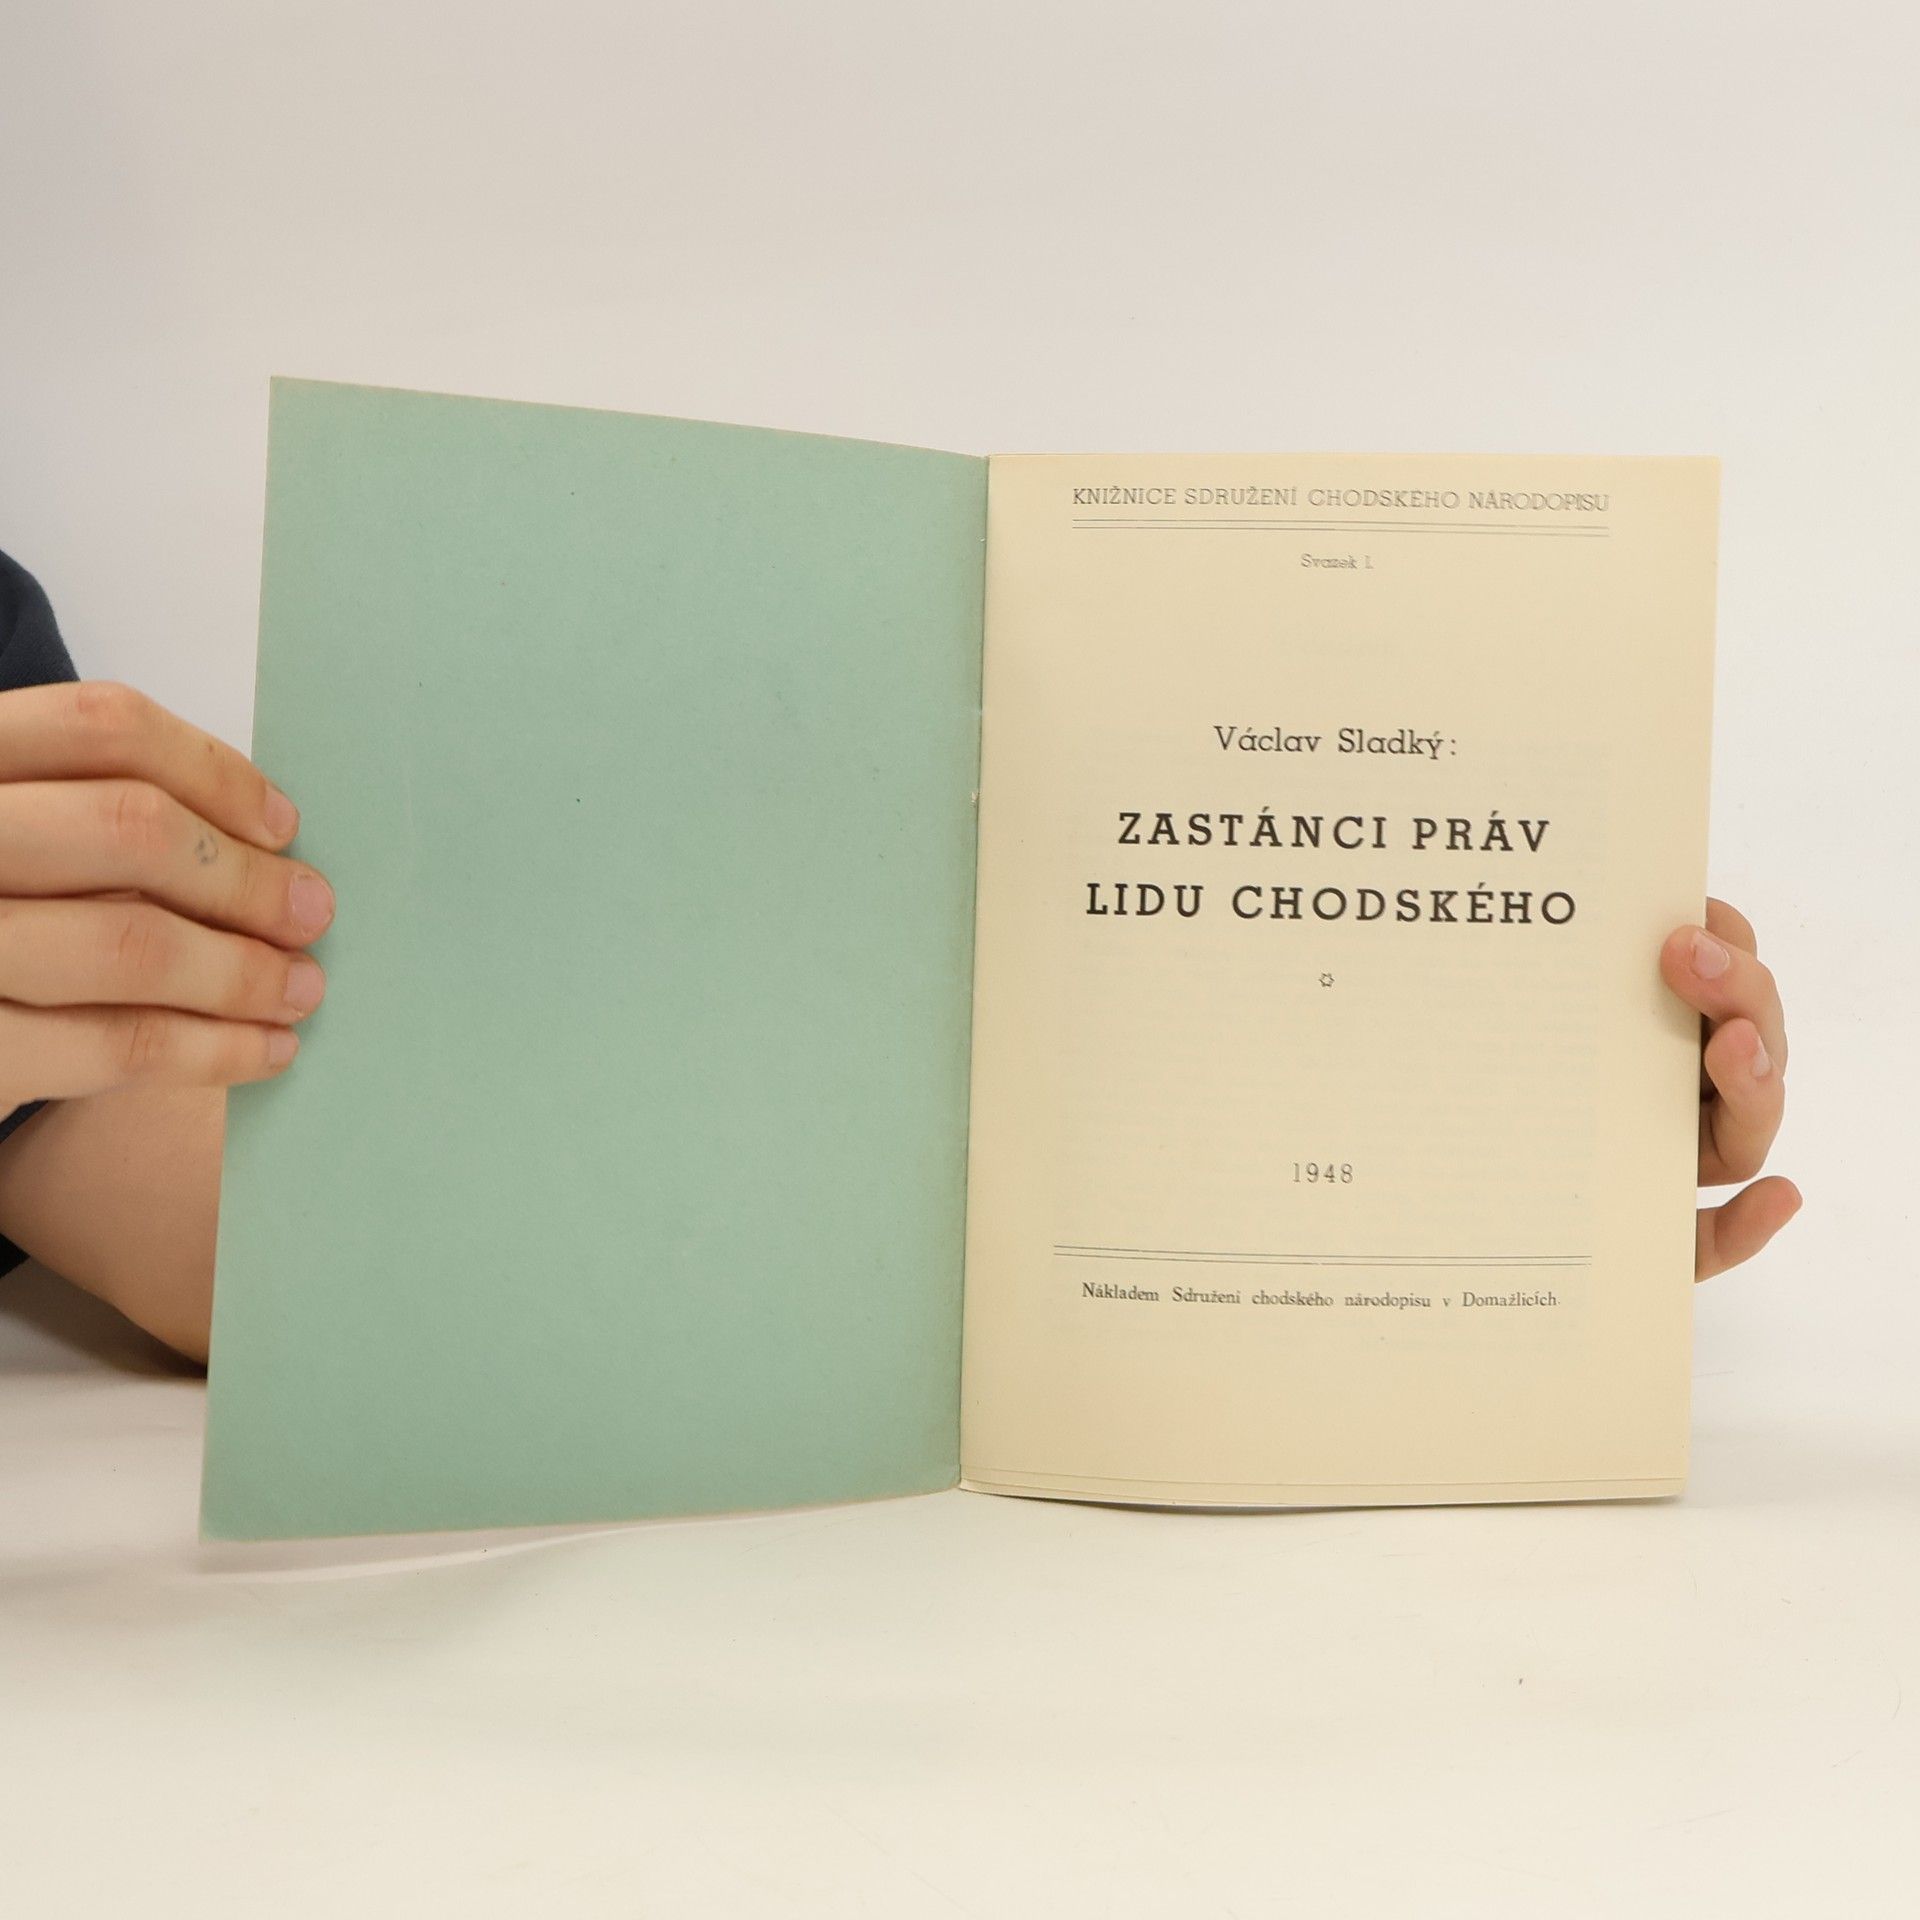 KNIŽNICE SDRUŽENÍ CHODSKÉHO NÁRODOPISU
Svazek I.
Václav Sladký:
ZASTÁNCI PRÁV
LIDU CHODSKÉHO
1948
Nákladem Sdružení chodského národopisu v Domažlicích.